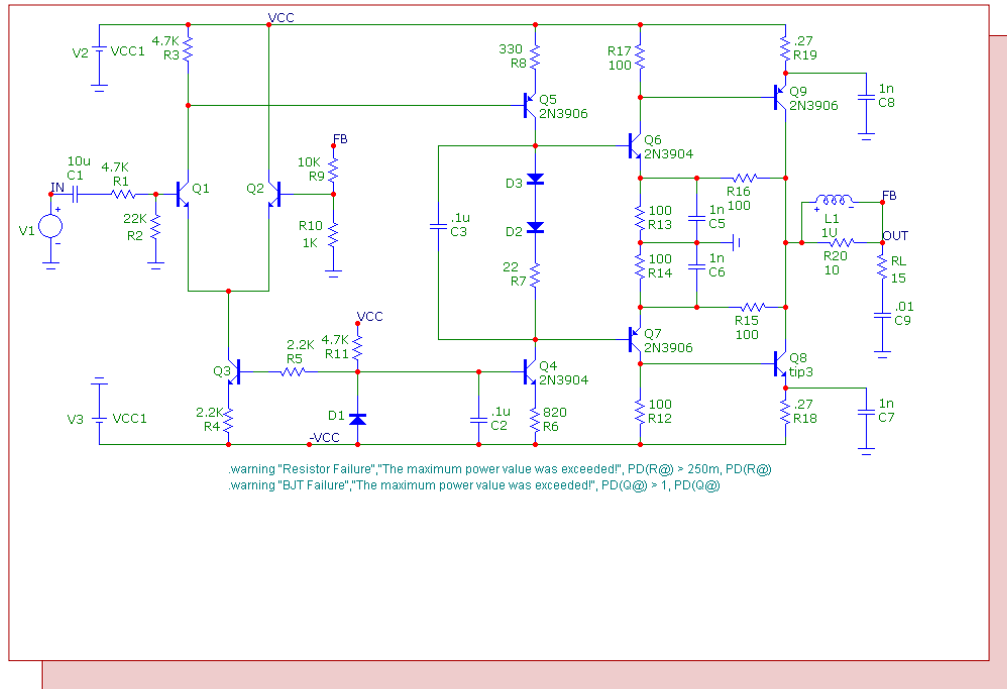 VCC
V2
VCC1
4.7K
R3
330
R8
R17
100
.27
R19
Q5
2N3906
Q9
2N3906
1n
C8
Q6
2N3904
IN
10u
C1
4.7K
R1
Q1
Q2
FB
10K
R9
R10
1K
V1
22K
R2
.1u
C3
D3
D2
22
R7
R16
100
100
R13
1n
C5
100
R14
1n
C6
I
FB
L1
1U
OUT
R20
10
RL
15
.01
C9
R15
100
Q7
2N3906
VCC
4.7K
R11
2.2K
R5
Q3
Q4
2N3904
Q8
tip3
V3
VCC1
2.2K
R4
D1
.1u
C2
820
R6
100
R12
.27
R18
1n
C7
-VCC
.warning "Resistor Failure","The maximum power value was exceeded!", PD(R@) > 250m, PD(R@)
.warning "BJT Failure","The maximum power value was exceeded!", PD(Q@) > 1, PD(Q@)